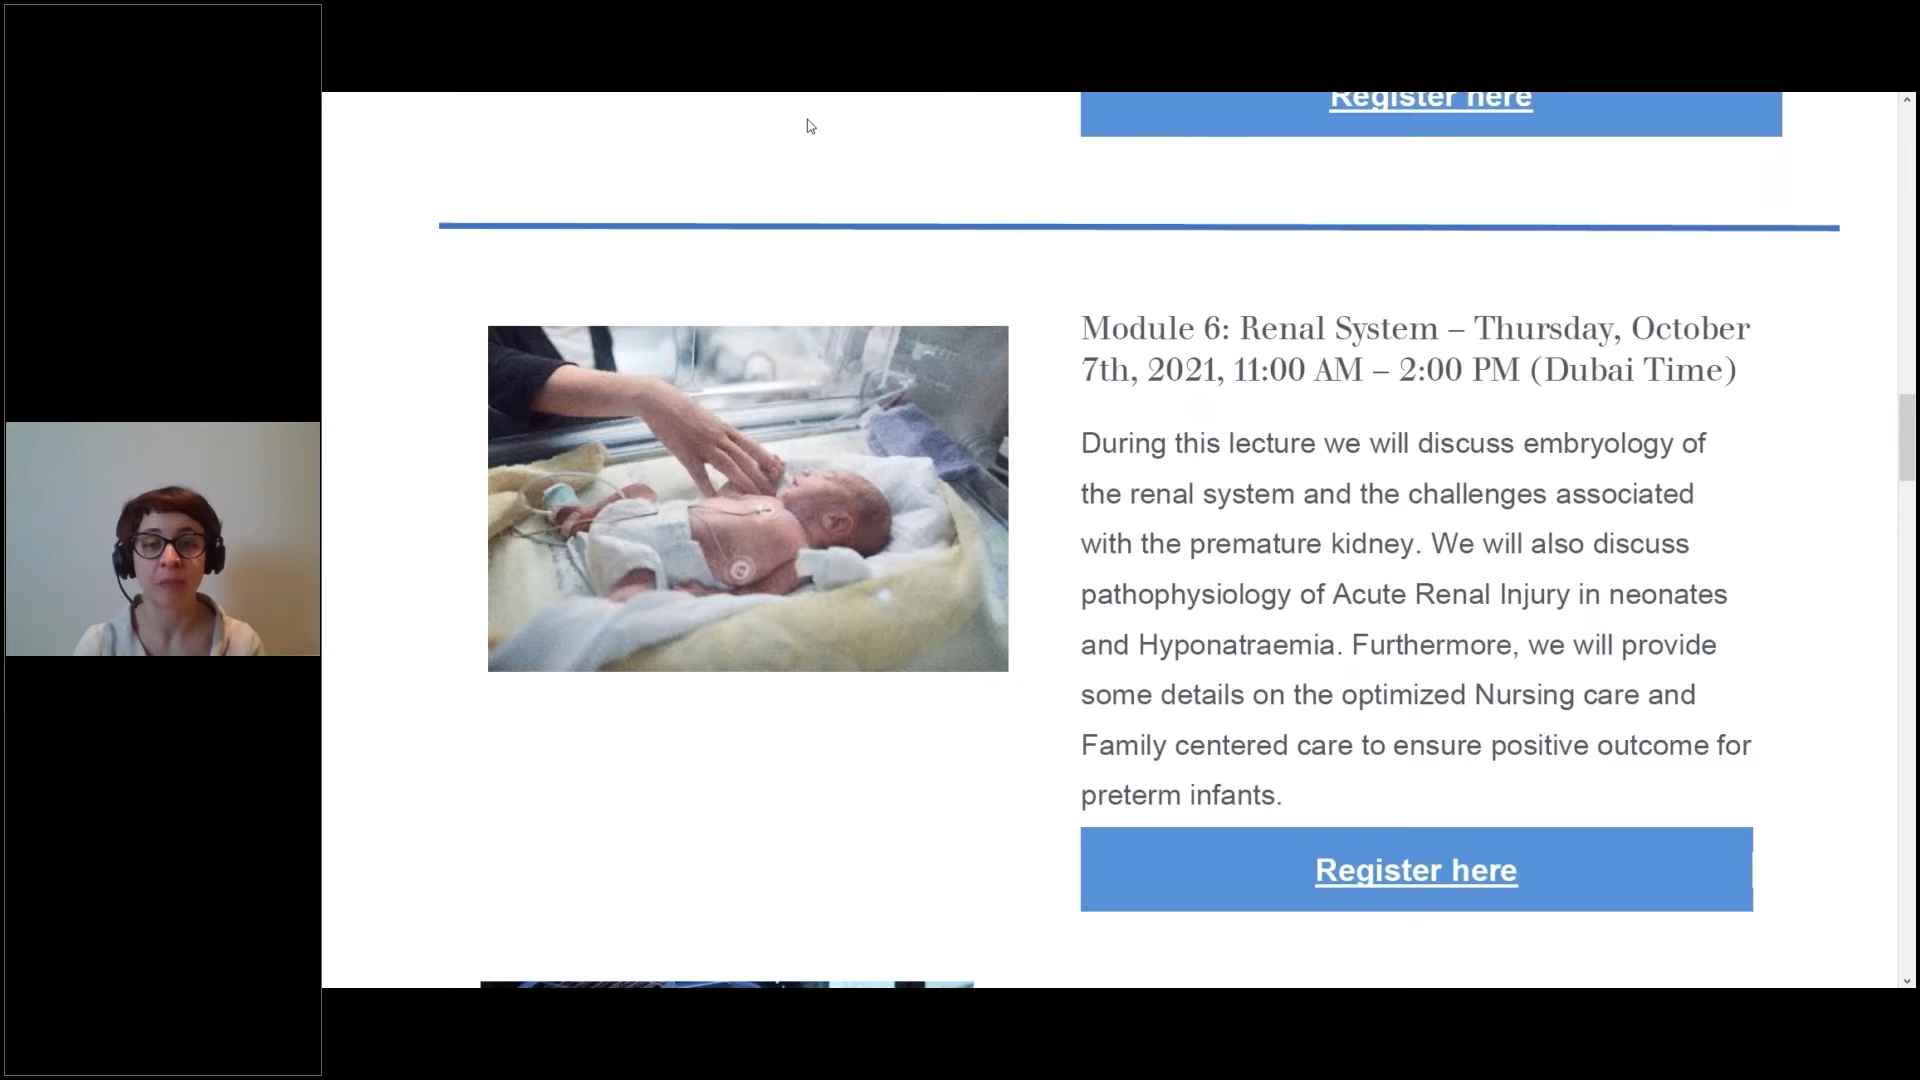 Register here
Module 6: Renal System – Thursday, October
7th, 2021, 11:00 AM – 2:00 PM (Dubai Time)
During this lecture we will discuss embryology of
the renal system and the challenges associated
with the premature kidney. We will also discuss
pathophysiology of Acute Renal Injury in neonates
and Hyponatraemia. Furthermore, we will provide
some details on the optimized Nursing care and
Family centered care to ensure positive outcome for
preterm infants.
Register here